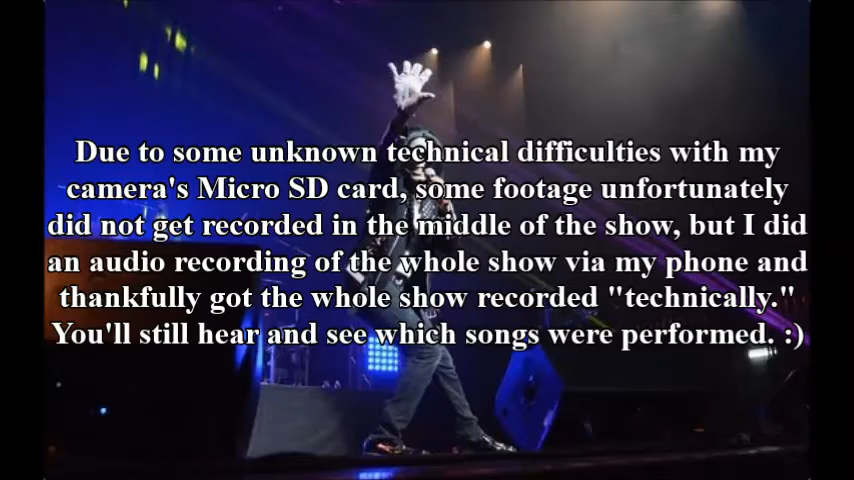 Due to some unknown technical difficulties with my
camera's Micro SD card, some footage unfortunately
did not get recorded in the middle of the show, but I did
an audio recording of the whole show via my phone and
thankfully got the whole show recorded "technically."
You'll still hear and see which songs were performed. :)